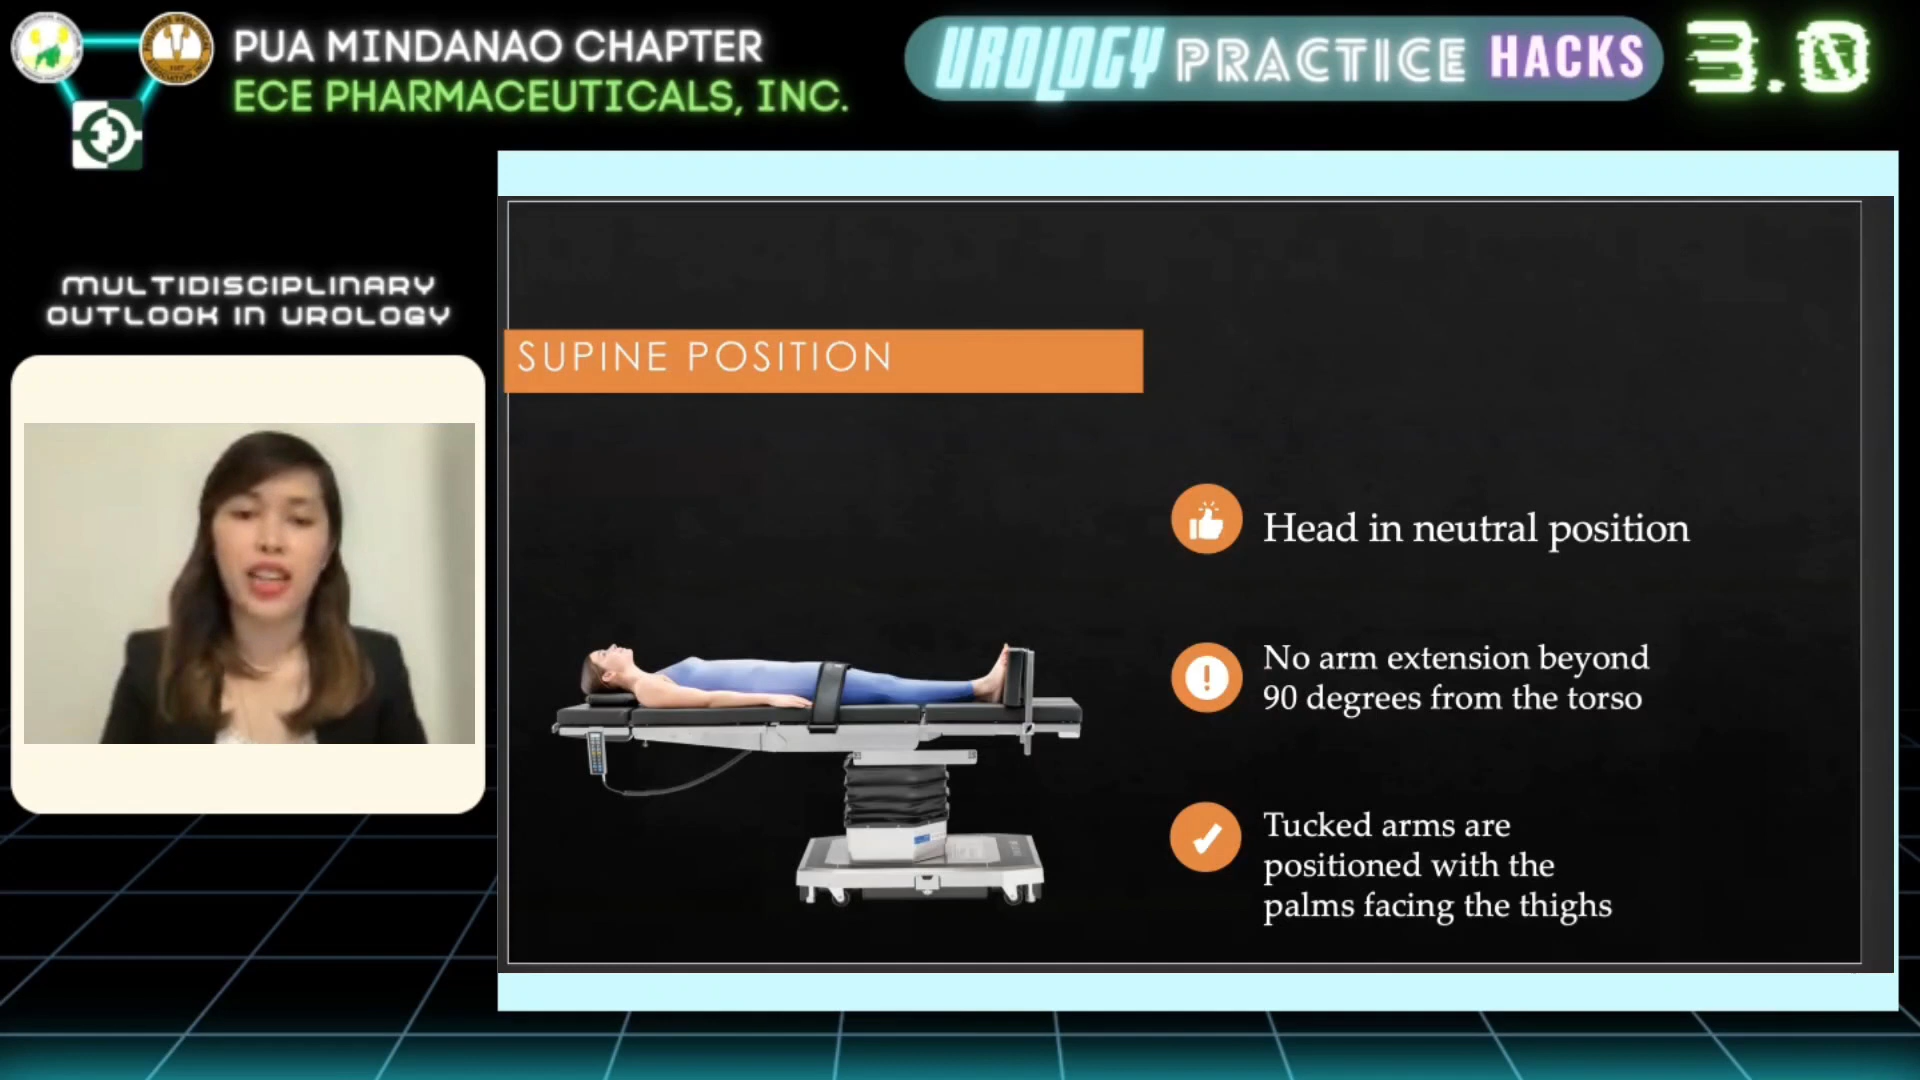 PUA MINDANAO CHAPTER
ECE PHARMACEUTICALS, INC.
UROLOGY PRACTICE HACKS 3.0
MULTIDISCIPLINARY
OUTLOOK IN UROLOGY
SUPINE POSITION
Head in neutral position
No arm extension beyond
90 degrees from the torso
Tucked arms are
positioned with the
palms facing the thighs